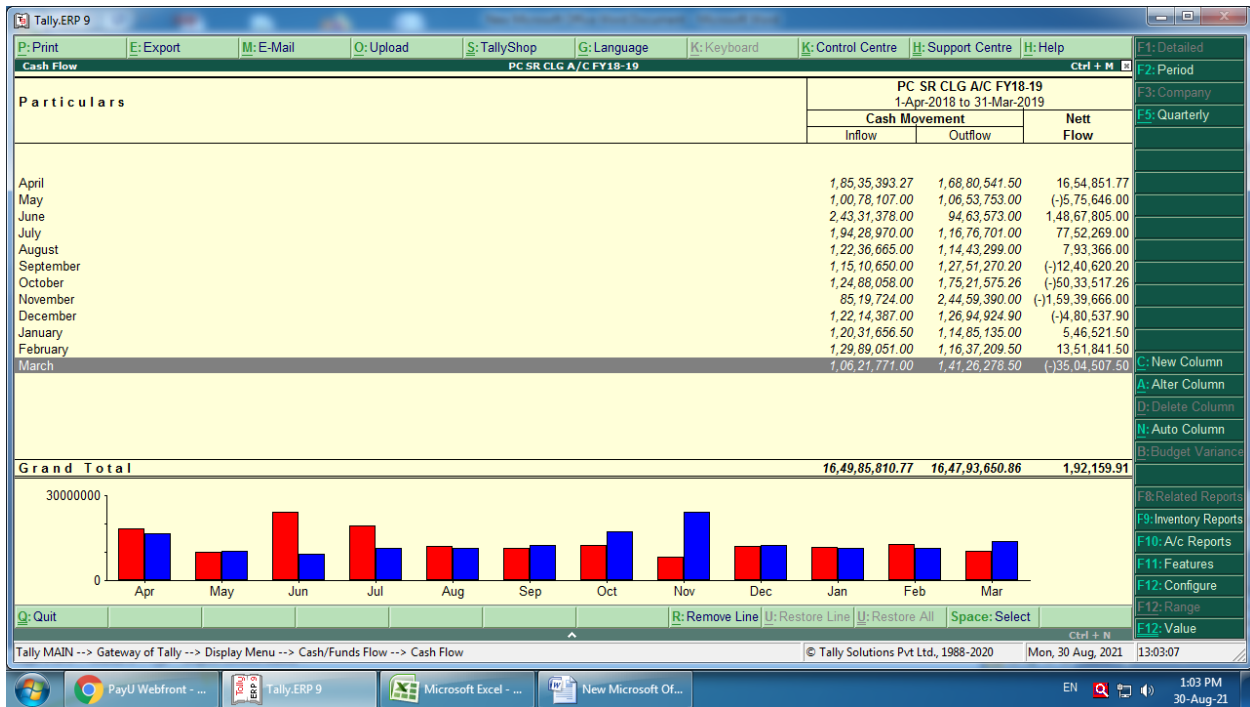 Tally.ERP 9
P: Print E: Export M: E-Mail O: Upload S: TallyShop G: Language K: Keyboard K: Control Centre H: Support Centre H: Help
Cash Flow PC SR CLG A/C FY18-19 Ctrl + M
Particulars
PC SR CLG A/C FY18-19
1-Apr-2018 to 31-Mar-2019
Cash Movement Nett
Inflow Outflow Flow
April 1,85,35,393.27 1,68,80,541.50 16,54,851.77
May 1,00,78,107.00 1,06,53,753.00 (-)5,75,646.00
June 2,43,31,378.00 94,63,573.00 1,48,67,805.00
July 1,94,28,970.00 1,16,76,701.00 77,52,269.00
August 1,22,36,665.00 1,14,43,299.00 7,93,366.00
September 1,15,10,650.00 1,27,51,270.20 (-)12,40,620.20
October 1,24,88,058.00 1,75,21,575.26 (-)50,33,517.26
November 85,19,724.00 2,44,59,390.00 (-)1,59,39,666.00
December 1,22,14,387.00 1,26,94,924.90 (-)4,80,537.90
January 1,20,31,656.50 1,14,85,135.00 5,46,521.50
February 1,29,89,051.00 1,16,37,209.50 13,51,841.50
March 1,06,21,771.00 1,41,26,278.50 (-)35,04,507.50
Grand Total 16,49,85,810.77 16,47,93,650.86 1,92,159.91
30000000
0
Apr May Jun Jul Aug Sep Oct Nov Dec Jan Feb Mar
F1: Detailed
F2: Period
F3: Company
F5: Quarterly
C: New Column
A: Alter Column
D: Delete Column
N: Auto Column
B: Budget Variance
F8: Related Reports
F9: Inventory Reports
F10: A/c Reports
F11: Features
F12: Configure
F12: Range
F12: Value
Q: Quit R: Remove Line U: Restore Line U: Restore All Space: Select
Ctrl + N
Tally MAIN --> Gateway of Tally --> Display Menu --> Cash/Funds Flow --> Cash Flow © Tally Solutions Pvt Ltd., 1988-2020 Mon, 30 Aug, 2021 13:03:07
PayU Webfront - ... Tally.ERP 9 Microsoft Excel - ... New Microsoft Of... EN 1:03 PM
30-Aug-21